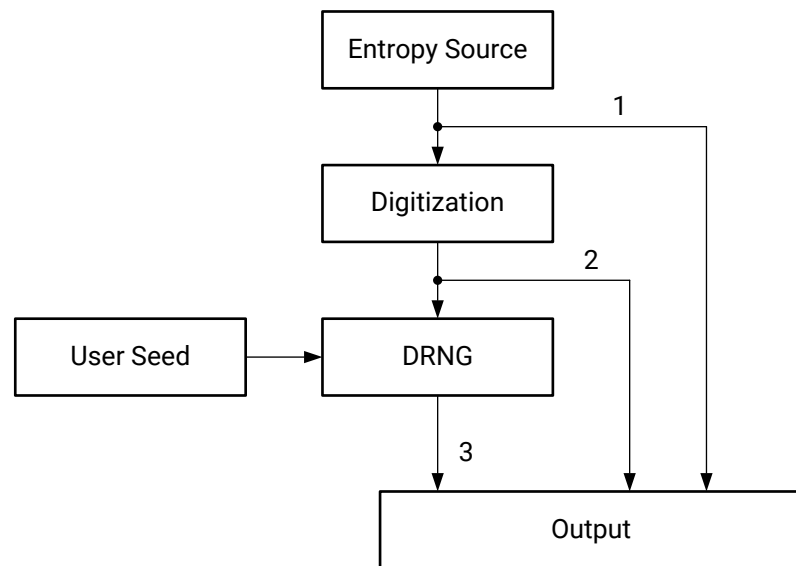 Entropy Source
1
Digitization
2
User Seed
DRNG
3
Output